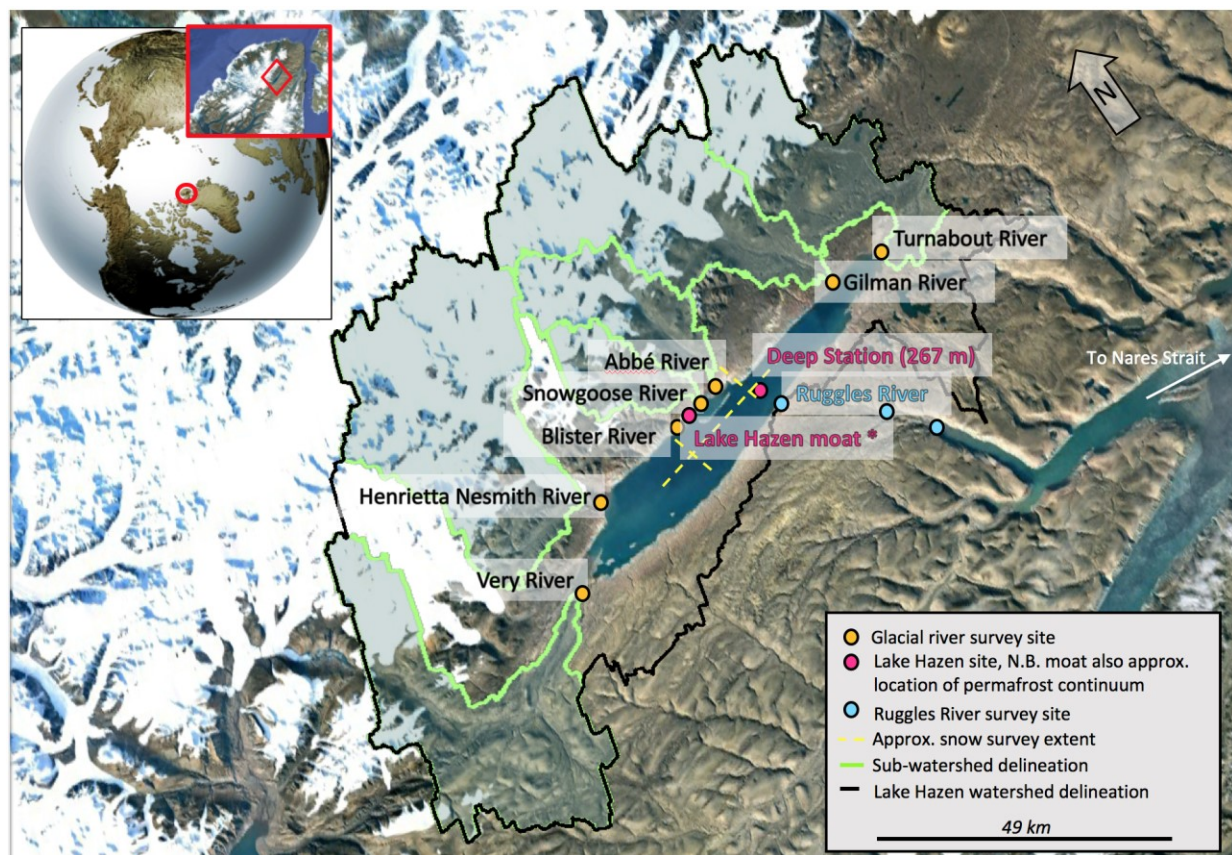 N
Turnabout River
Gilman River
To Nares Strait
Abbé River
Deep Station (267 m)
Snowgoose River
Ruggles River
Blister River
Lake Hazen moat *
Henrietta Nesmith River
Very River
Glacial river survey site
Lake Hazen site, N.B. moat also approx.
location of permafrost continuum
Ruggles River survey site
Approx. snow survey extent
Sub-watershed delineation
Lake Hazen watershed delineation
49 km